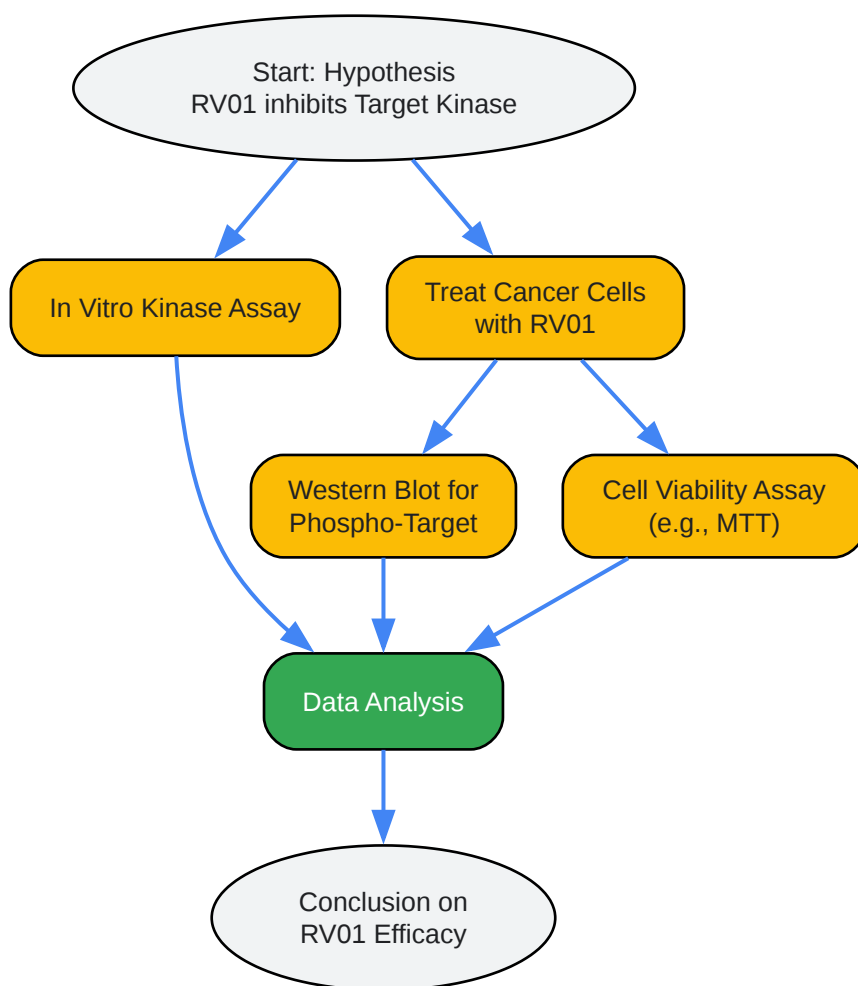 Start: Hypothesis
RV01 inhibits Target Kinase
In Vitro Kinase Assay
Treat Cancer Cells
with RV01
Western Blot for
Phospho-Target
Cell Viability Assay
(e.g., MTT)
Data Analysis
Conclusion on
RV01 Efficacy